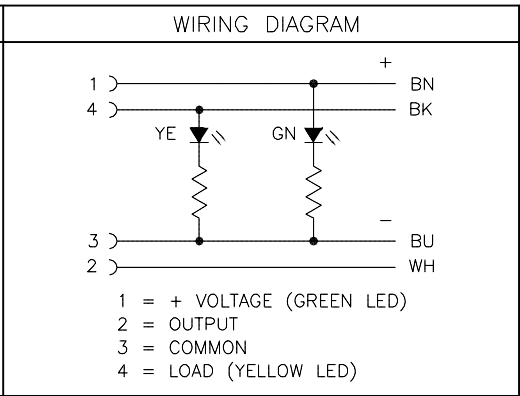 WIRING DIAGRAM
+
1 BN
4 BK
YE GN
−
3 BU
2 WH
1 = + VOLTAGE (GREEN LED)
2 = OUTPUT
3 = COMMON
4 = LOAD (YELLOW LED)